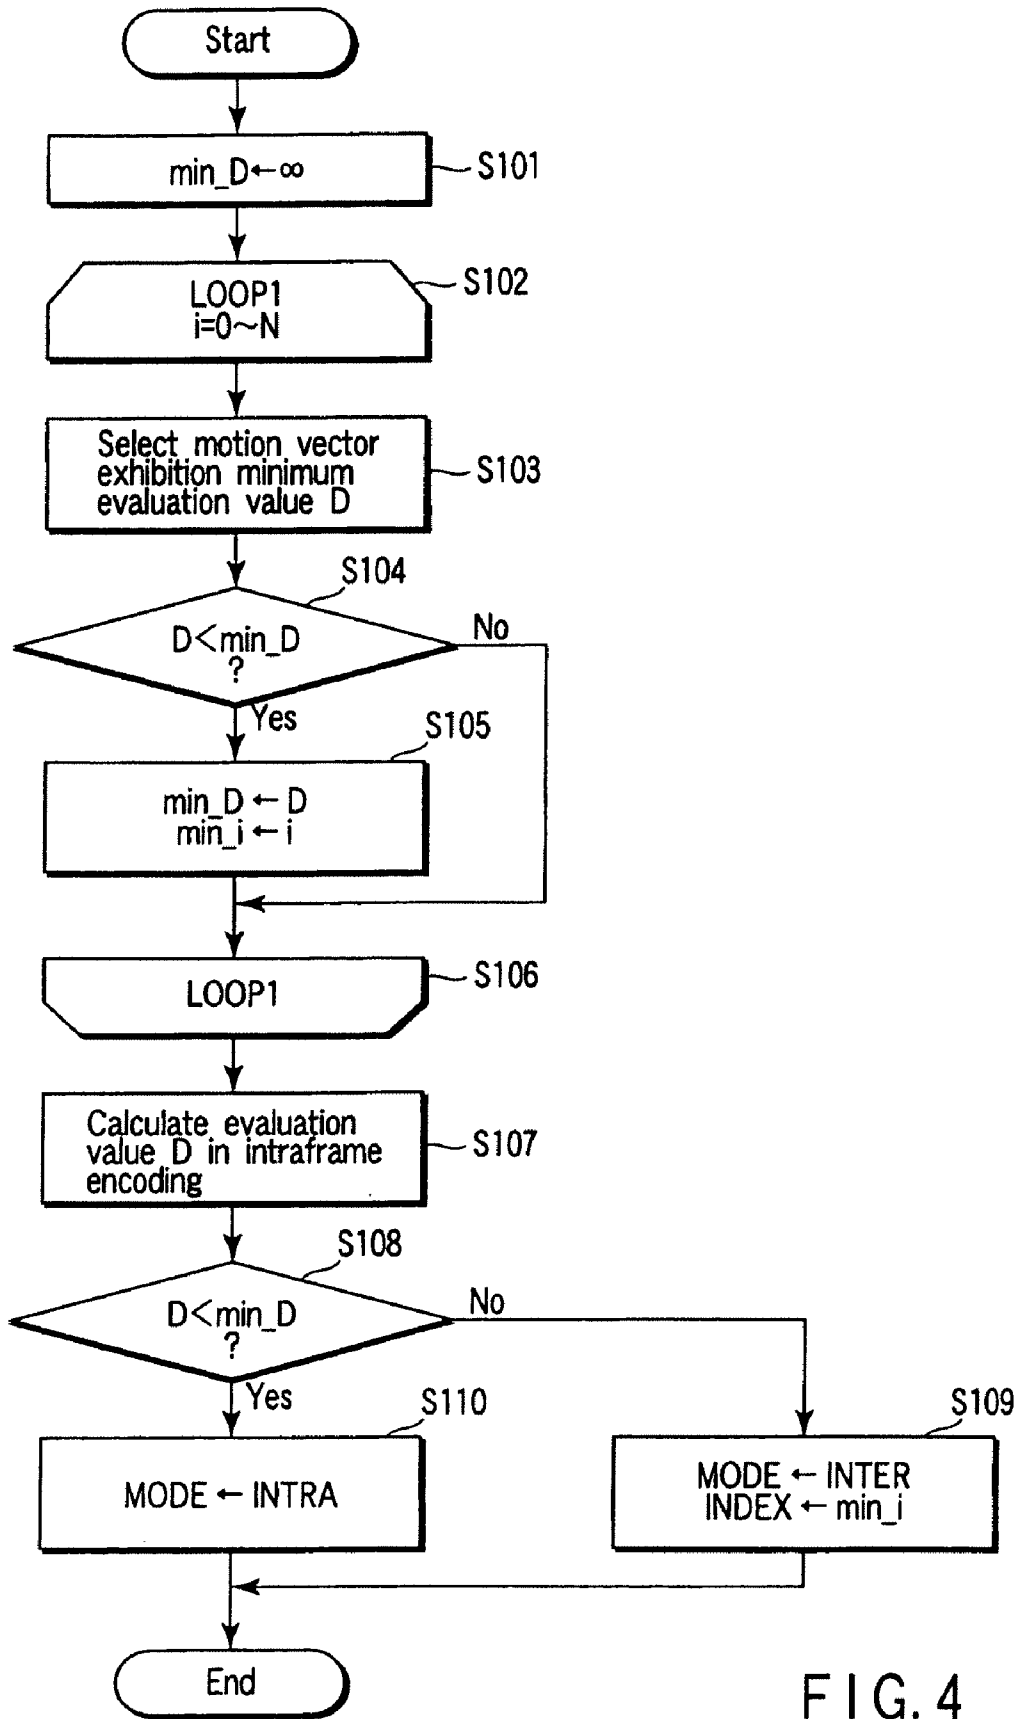 Start
min_D←∞
S101
LOOP1
i=0~N
S102
Select motion vector
exhibition minimum
evaluation value D
S103
S104
D<min_D
?
No
Yes
S105
min_D ← D
min_i ← i
LOOP1
S106
Calculate evaluation
value D in intraframe
encoding
S107
S108
D<min_D
?
No
Yes
S110
MODE ← INTRA
S109
MODE ← INTER
INDEX ← min_i
End
FIG. 4